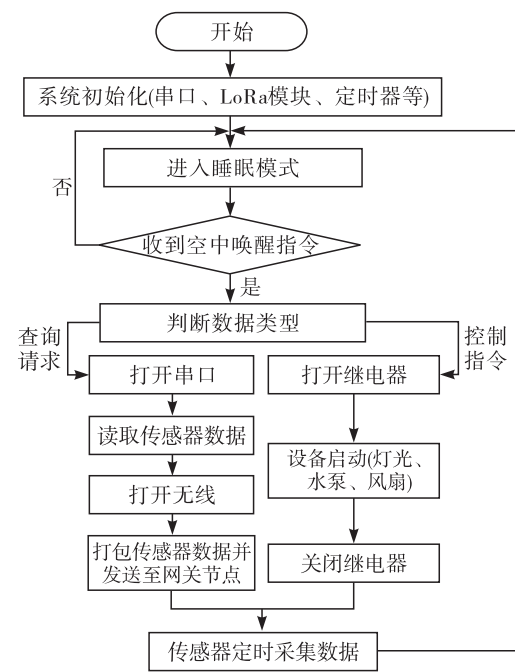 开始
系统初始化(串口、LoRa模块、定时器等)
进入睡眠模式
否
收到空中唤醒指令
是
判断数据类型
查询
请求
控制
指令
打开串口
打开继电器
读取传感器数据
设备启动(灯光、
水泵、风扇)
打开无线
打包传感器数据并
发送至网关节点
关闭继电器
传感器定时采集数据